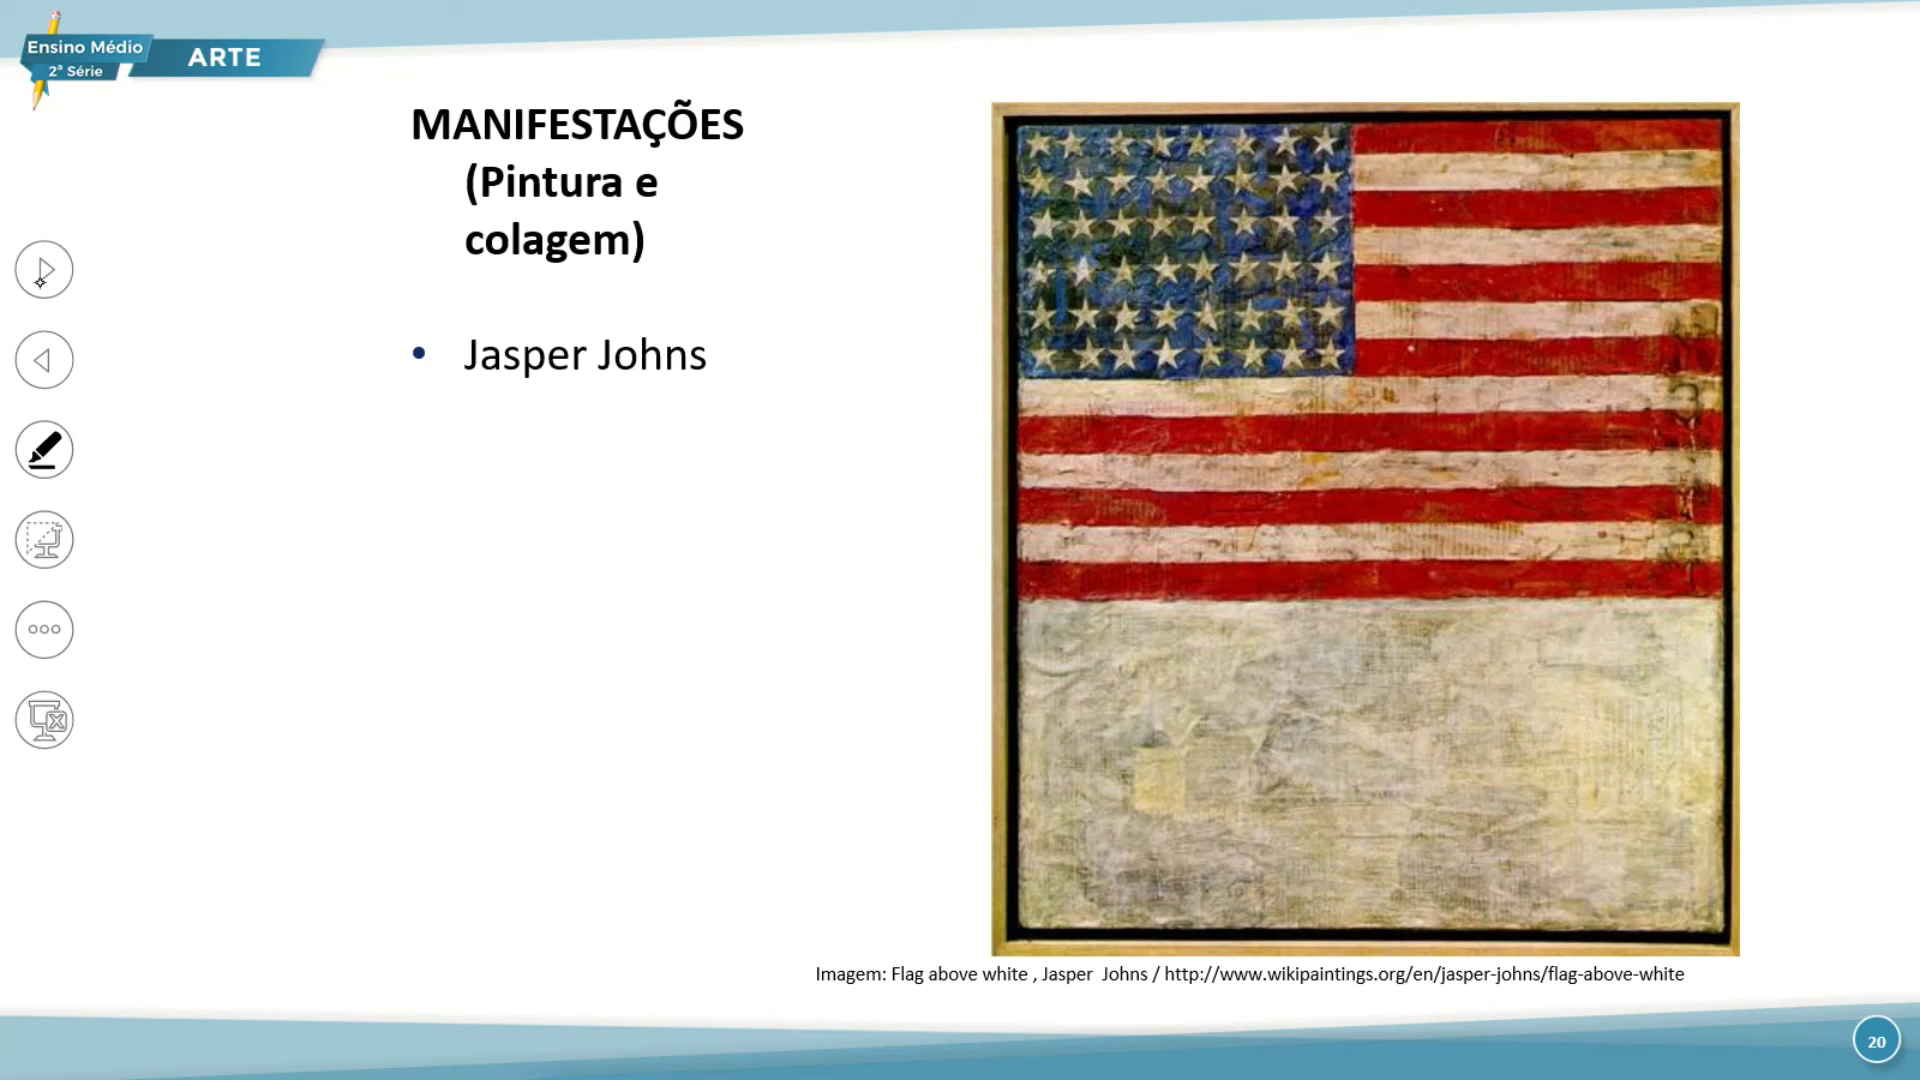 Ensino Médio
2ª Série
ARTE
MANIFESTAÇÕES
(Pintura e
colagem)
• Jasper Johns
Imagem: Flag above white , Jasper Johns / http://www.wikipaintings.org/en/jasper-johns/flag-above-white
20